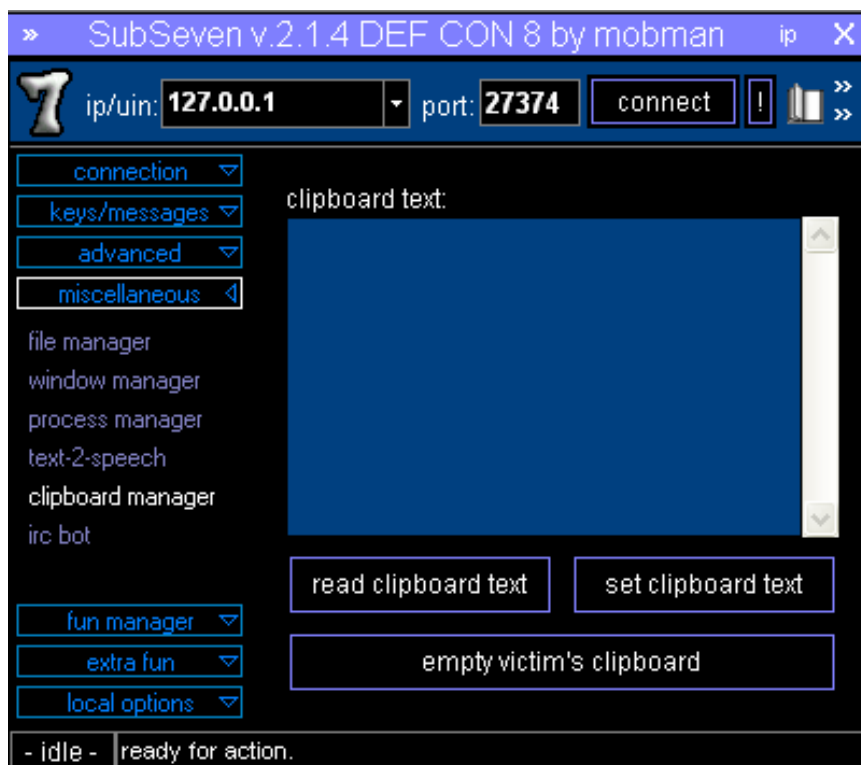 » SubSeven v.2.1.4 DEF CON 8 by mobman ip X
7 ip/uin: 127.0.0.1 port: 27374 connect ! »
»
connection
keys/messages
advanced
miscellaneous
file manager
window manager
process manager
text-2-speech
clipboard manager
irc bot
fun manager
extra fun
local options
clipboard text:
read clipboard text set clipboard text
empty victim's clipboard
- idle - ready for action.